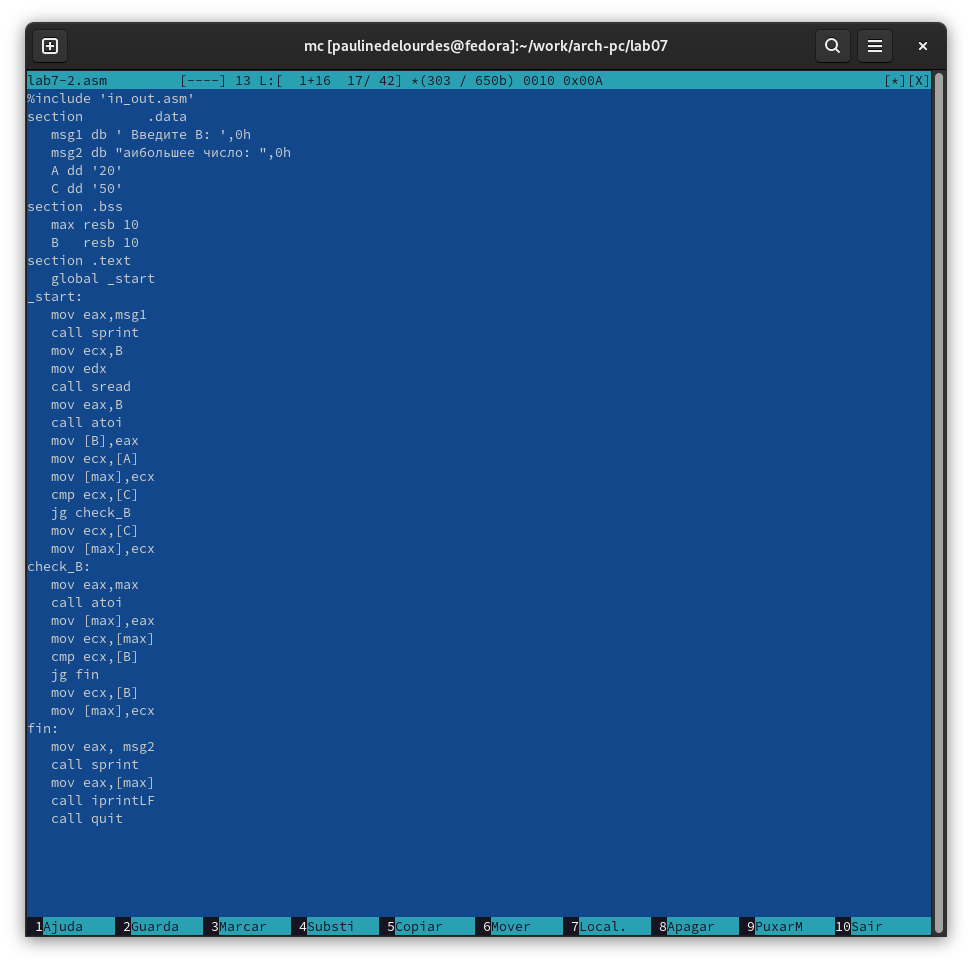 mc [paulinedelourdes@fedora]:~/work/arch-pc/lab07
lab7-2.asm         [----] 13 L:[  1+16  17/ 42] *(303 / 650b) 0010 0x00A                                   [*][X]
%include 'in_out.asm'
section        .data
   msg1 db ' Введите B: ',0h
   msg2 db "аибольшее число: ",0h
   A dd '20'
   C dd '50'
section .bss
   max resb 10
   B   resb 10
section .text
   global _start
_start:
   mov eax,msg1
   call sprint
   mov ecx,B
   mov edx
   call sread
   mov eax,B
   call atoi
   mov [B],eax
   mov ecx,[A]
   mov [max],ecx
   cmp ecx,[C]
   jg check_B
   mov ecx,[C]
   mov [max],ecx
check_B:
   mov eax,max
   call atoi
   mov [max],eax
   mov ecx,[max]
   cmp ecx,[B]
   jg fin
   mov ecx,[B]
   mov [max],ecx
fin:
   mov eax, msg2
   call sprint
   mov eax,[max]
   call iprintLF
   call quit
1Ajuda 2Guarda 3Marcar 4Substi 5Copiar 6Mover 7Local. 8Apagar 9PuxarM 10Sair